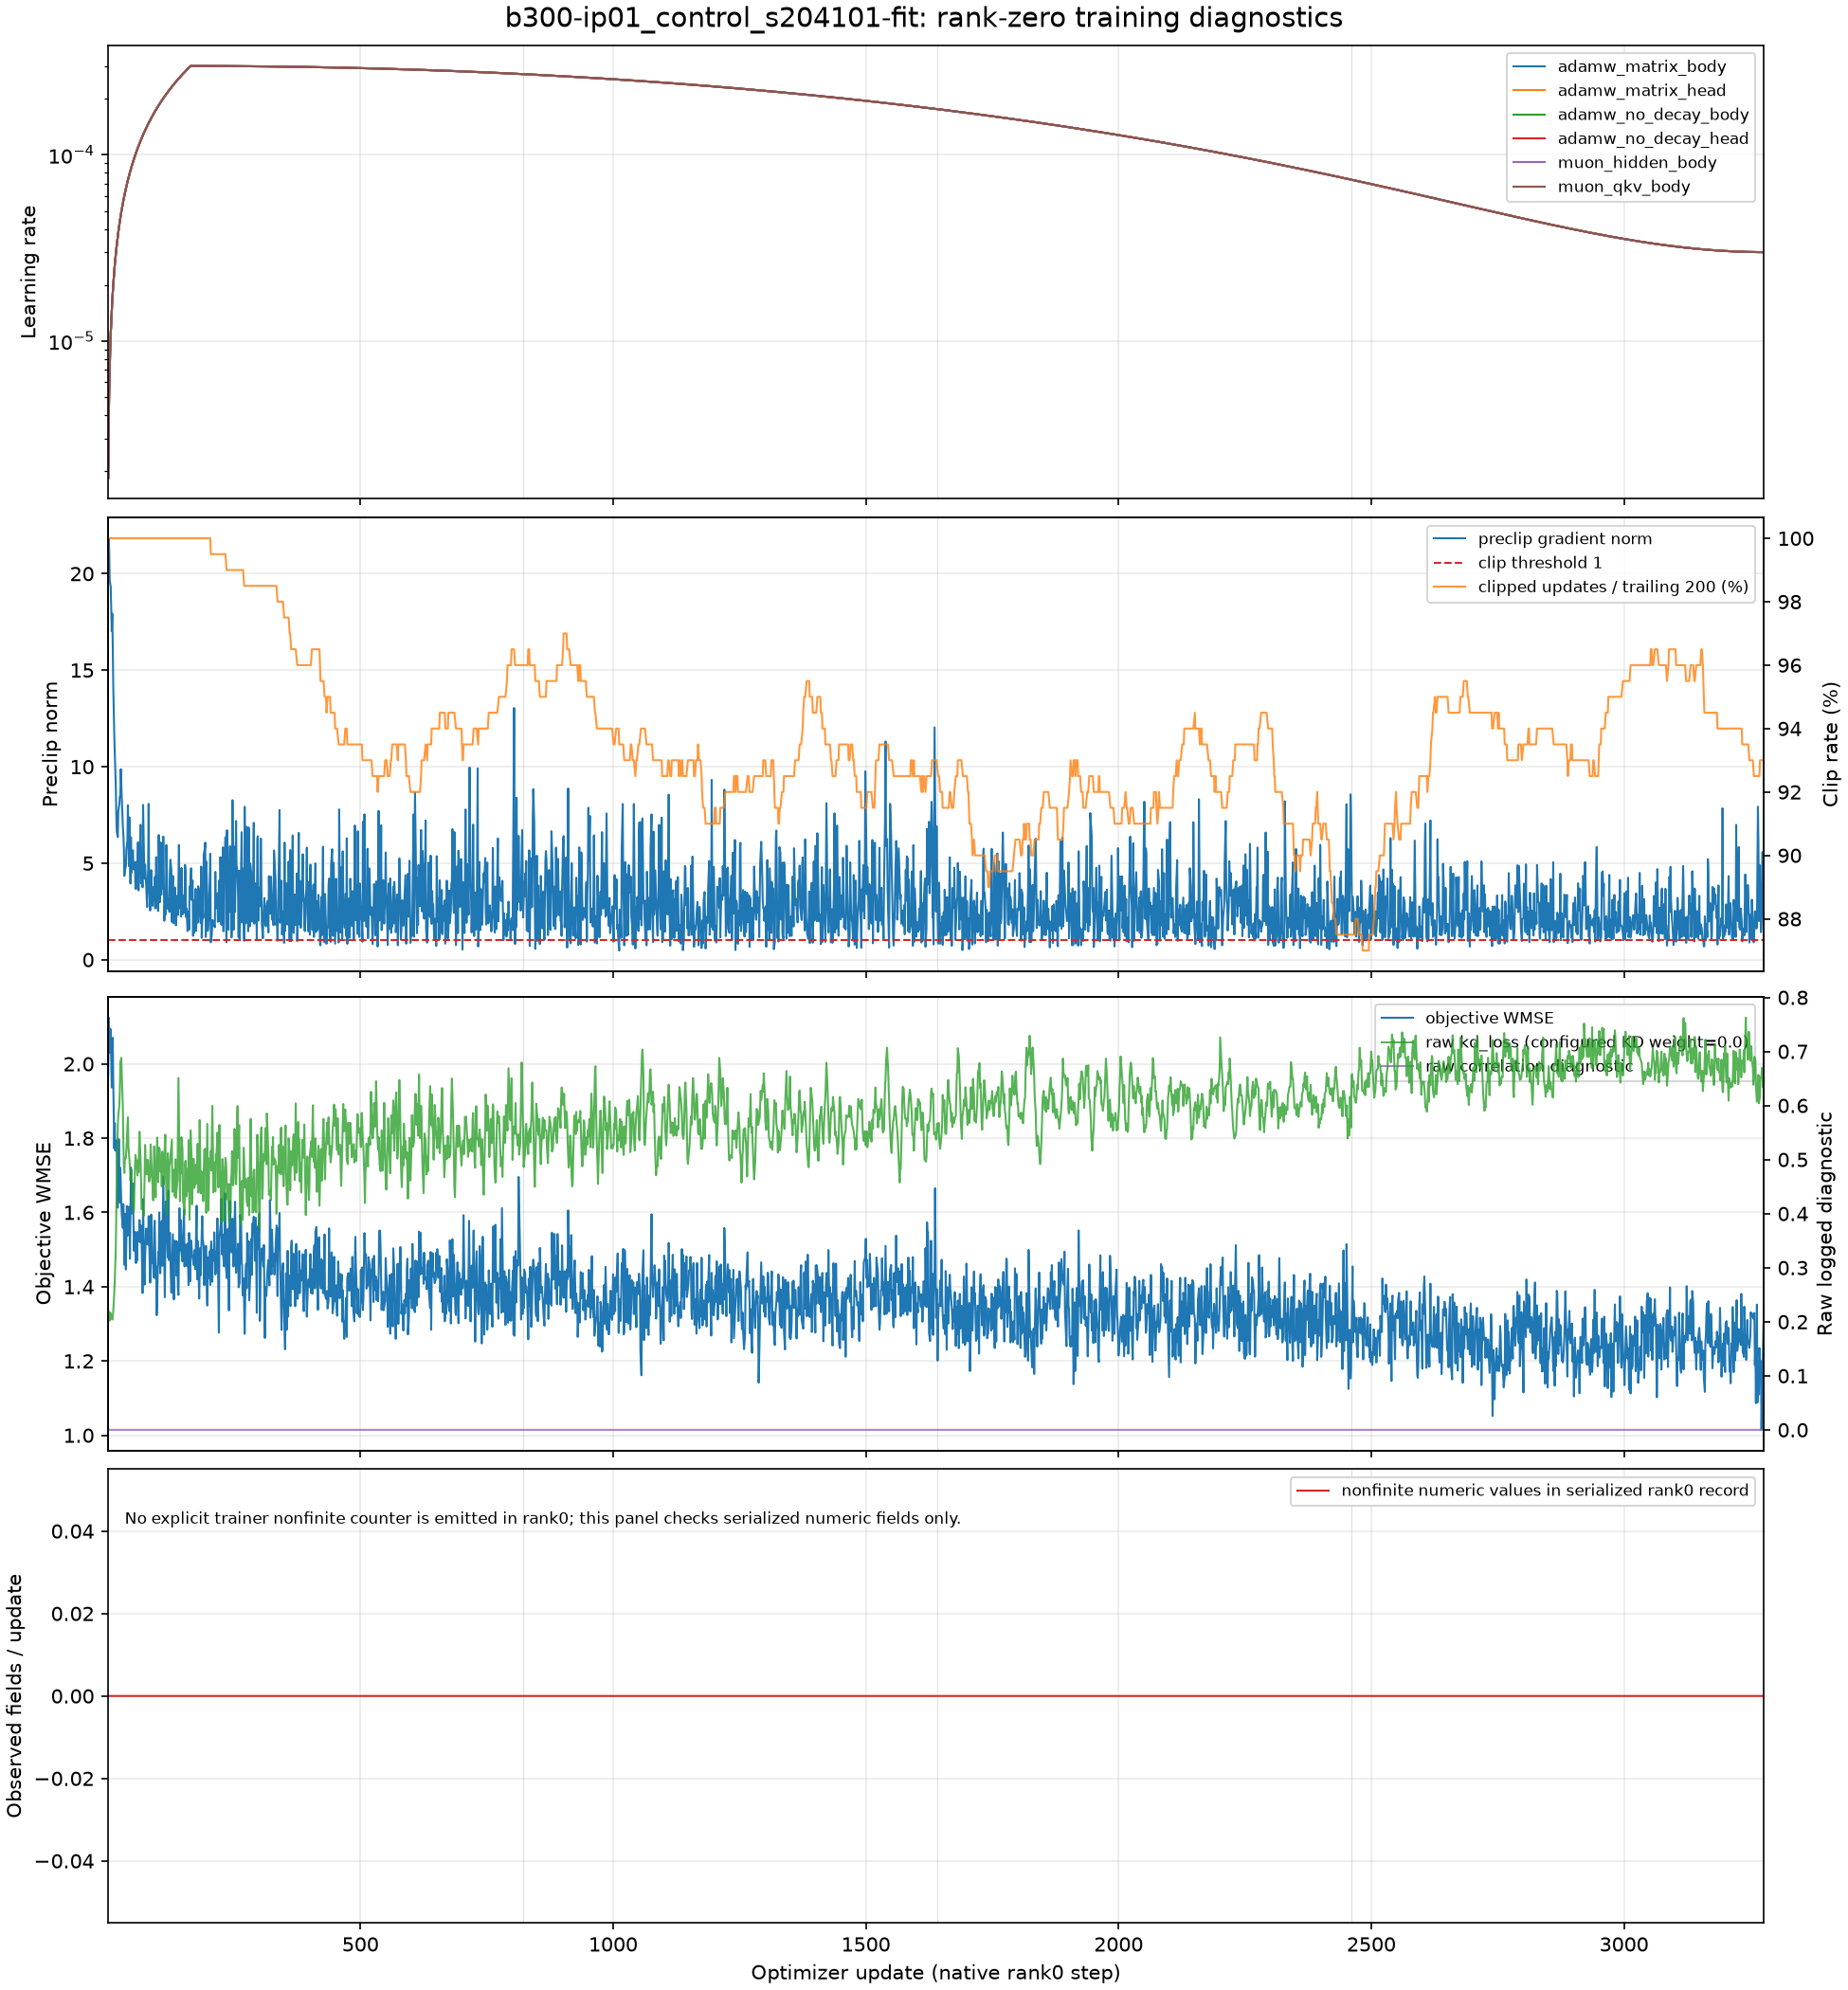 b300-ip01_control_s204101-fit: rank-zero training diagnostics
Learning rate
10⁻⁴
10⁻⁵
adamw_matrix_body
adamw_matrix_head
adamw_no_decay_body
adamw_no_decay_head
muon_hidden_body
muon_qkv_body
Preclip norm
20
15
10
5
0
preclip gradient norm
clip threshold 1
clipped updates / trailing 200 (%)
100
98
96
94
92
90
88
Clip rate (%)
Objective WMSE
2.0
1.8
1.6
1.4
1.2
1.0
objective WMSE
raw kd_loss (configured KD weight=0.0)
raw correlation diagnostic
0.8
0.7
0.6
0.5
0.4
0.3
0.2
0.1
0.0
Raw logged diagnostic
Observed fields / update
0.04
0.02
0.00
−0.02
−0.04
No explicit trainer nonfinite counter is emitted in rank0; this panel checks serialized numeric fields only.
nonfinite numeric values in serialized rank0 record
500
1000
1500
2000
2500
3000
Optimizer update (native rank0 step)